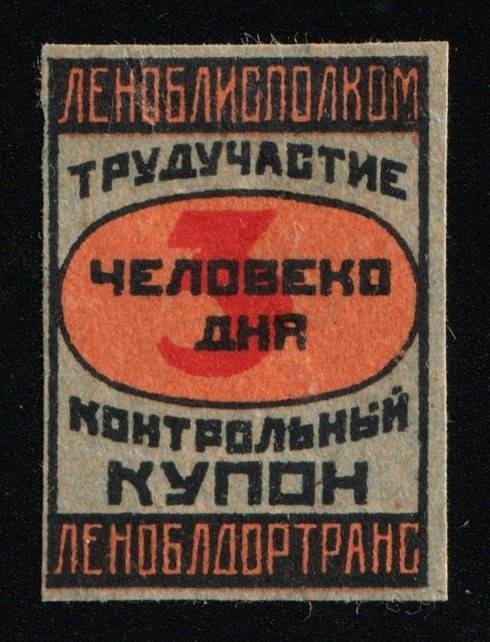 ЛЕНОБЛИСПОЛКОМ
ТРУДУЧАСТИЕ
3
ЧЕЛОВЕКО
ДНЯ
КОНТРОЛЬНЫЙ
КУПОН
ЛЕНОБЛДОРТРАНС